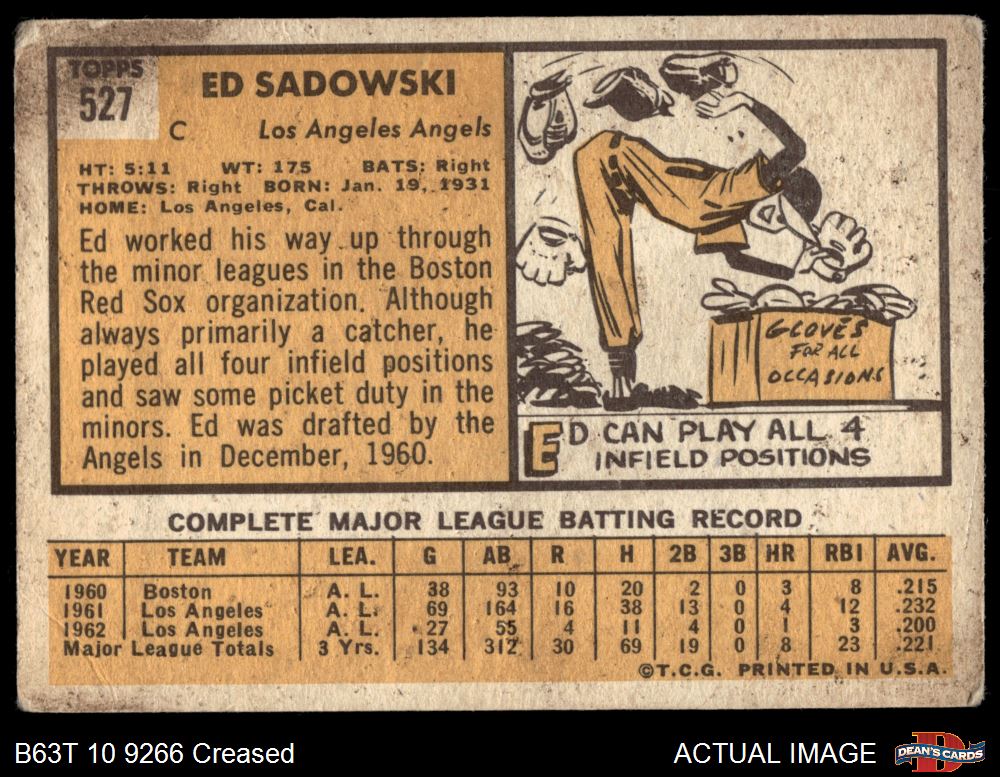 TOPPS
527
ED SADOWSKI
C Los Angeles Angels
HT: 5:11 WT: 175 BATS: Right
THROWS: Right BORN: Jan. 19, 1931
HOME: Los Angeles, Cal.
Ed worked his way up through
the minor leagues in the Boston
Red Sox organization. Although
always primarily a catcher, he
played all four infield positions
and saw some picket duty in the
minors. Ed was drafted by the
Angels in December, 1960.
GLOVES
FOR ALL
OCCASIONS
ED CAN PLAY ALL 4
INFIELD POSITIONS
COMPLETE MAJOR LEAGUE BATTING RECORD
YEAR TEAM LEA. G AB R H 2B 3B HR RBI AVG.
1960 Boston A. L. 38 93 10 20 2 0 3 8 .215
1961 Los Angeles A. L. 69 164 16 38 13 0 4 12 .232
1962 Los Angeles A. L. 27 55 4 11 4 0 1 3 .200
Major League Totals 3 Yrs. 134 312 30 69 19 0 8 23 .221
©T.C.G. PRINTED IN U.S.A.
B63T 10 9266 Creased
ACTUAL IMAGE
DEAN'S CARDS